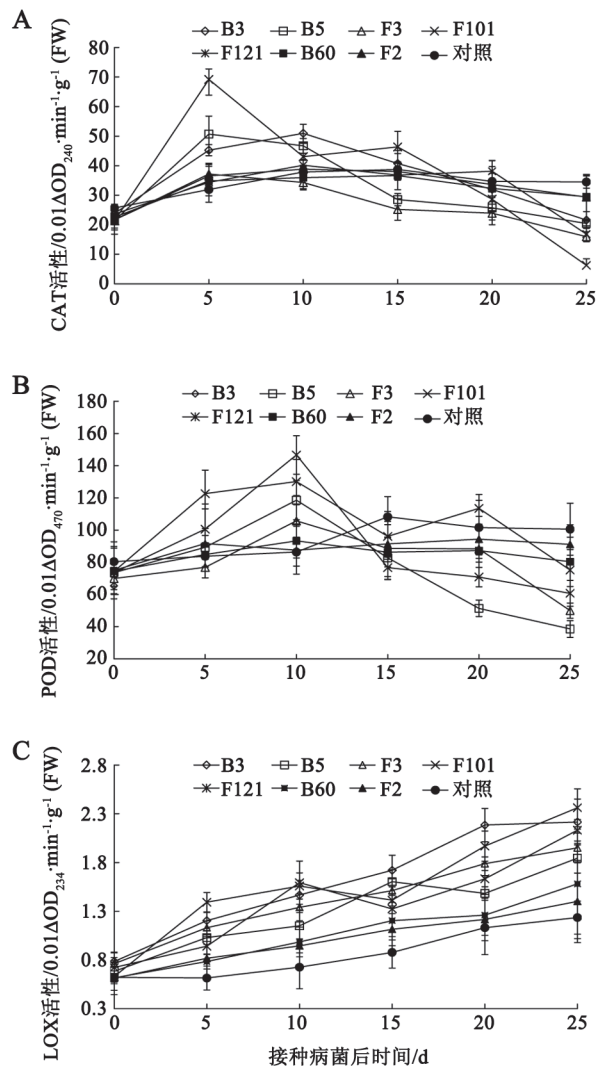 A
B3 B5 F3 F101
F121 B60 F2 对照
CAT活性/0.01ΔOD240·min-1·g-1 (FW)
80
70
60
50
40
30
20
10
0
0 5 10 15 20 25
B
B3 B5 F3 F101
F121 B60 F2 对照
POD活性/0.01ΔOD470·min-1·g-1 (FW)
180
160
140
120
100
80
60
40
20
0 5 10 15 20 25
C
B3 B5 F3 F101
F121 B60 F2 对照
LOX活性/0.01ΔOD234·min-1·g-1 (FW)
2.8
2.3
1.8
1.3
0.8
0.3
0 5 10 15 20 25
接种病菌后时间/d